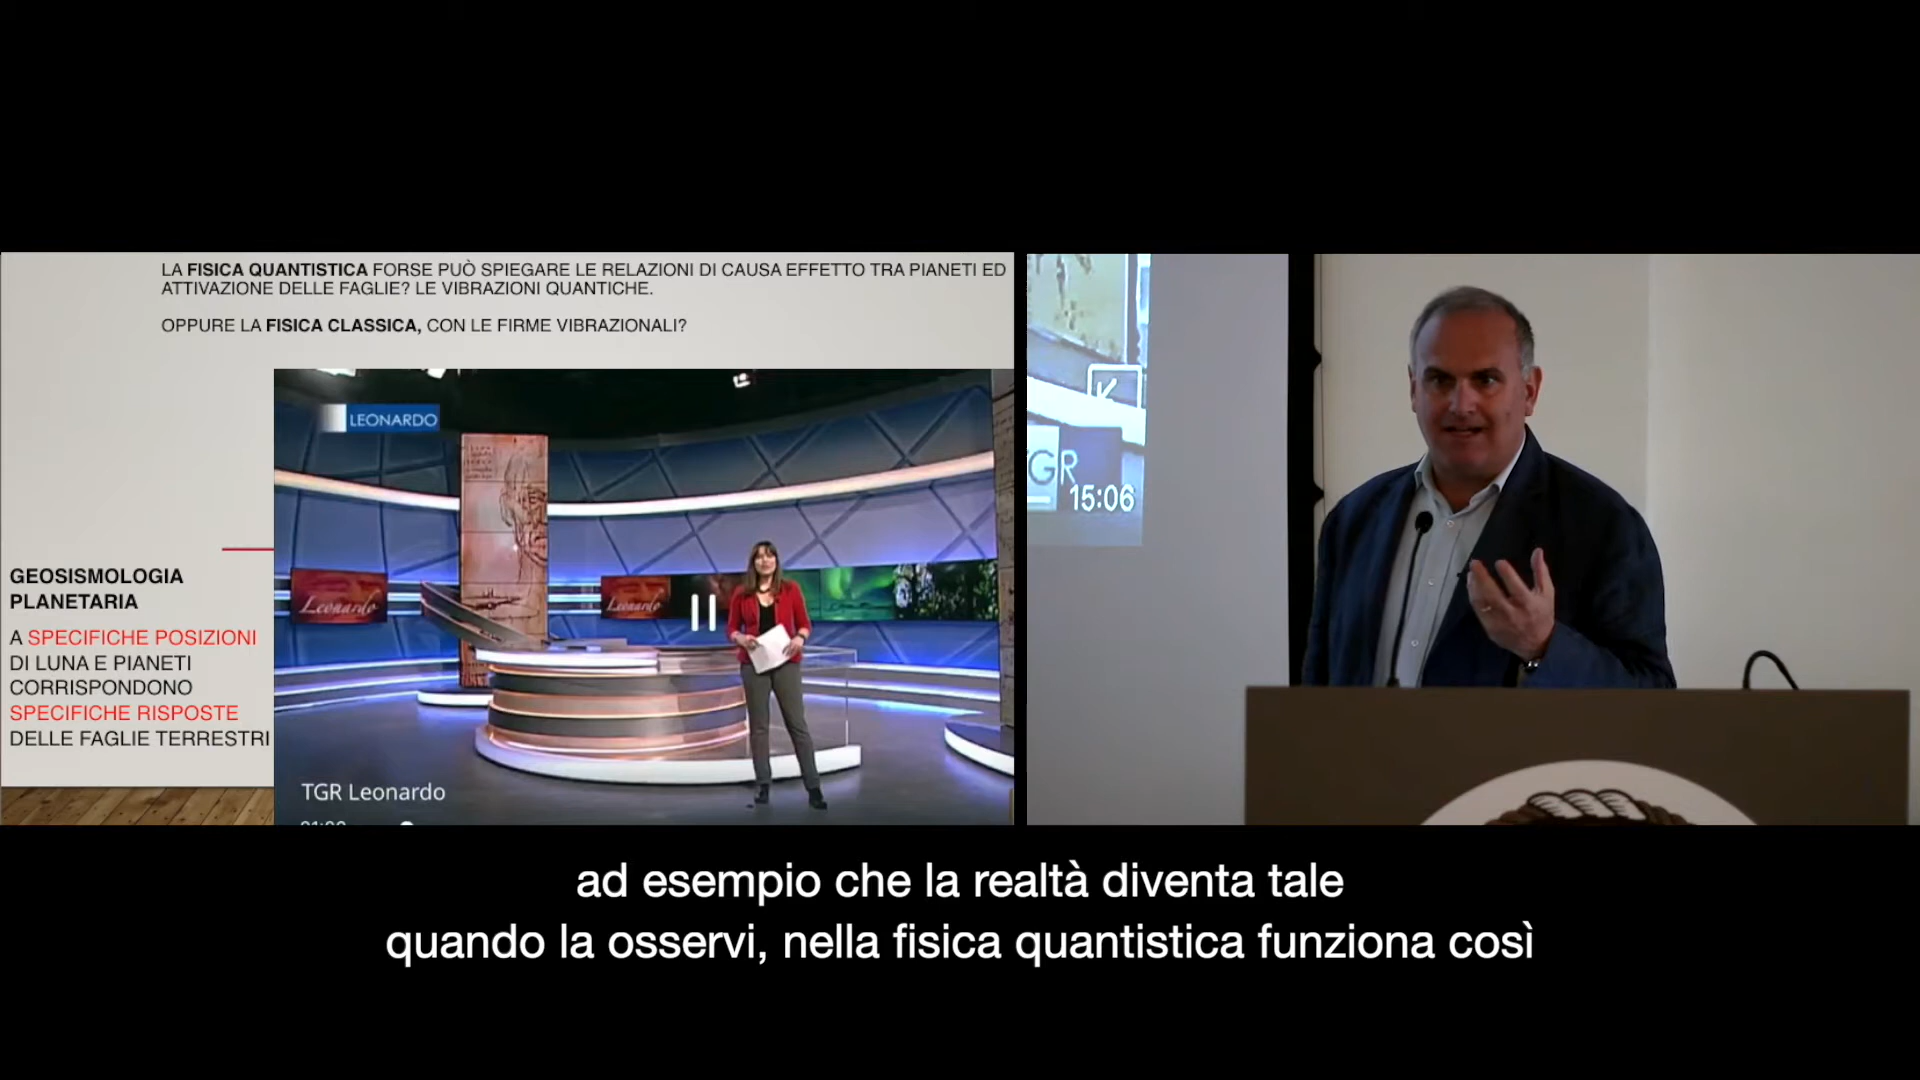 LA FISICA QUANTISTICA FORSE PUÒ SPIEGARE LE RELAZIONI DI CAUSA EFFETTO TRA PIANETI ED
ATTIVAZIONE DELLE FAGLIE? LE VIBRAZIONI QUANTICHE.
OPPURE LA FISICA CLASSICA, CON LE FIRME VIBRAZIONALI?
LEONARDO
Leonardo
Leonardo
GEOSISMOLOGIA
PLANETARIA
A SPECIFICHE POSIZIONI
DI LUNA E PIANETI
CORRISPONDONO
SPECIFICHE RISPOSTE
DELLE FAGLIE TERRESTRI
TGR Leonardo
GR
15:06
ad esempio che la realtà diventa tale
quando la osservi, nella fisica quantistica funziona così